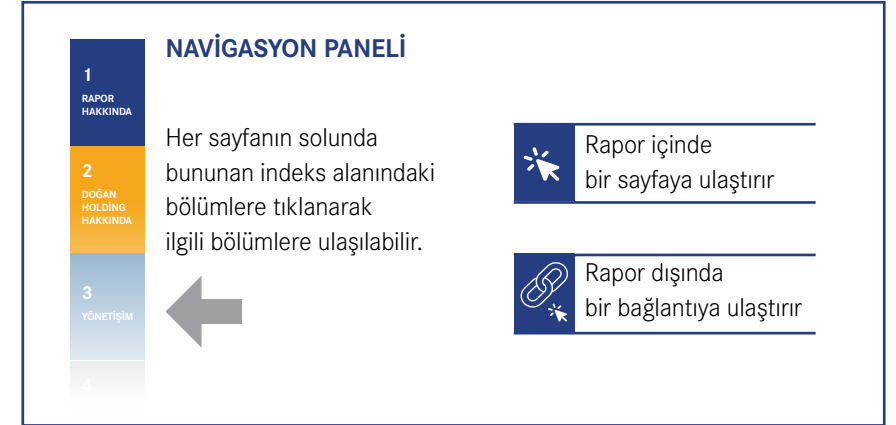 NAVİGASYON PANELİ
1
RAPOR
HAKKINDA
2
DOĞAN
HOLDİNG
HAKKINDA
3
YÖNETİŞİM
4
Her sayfanın solunda
bununan indeks alanındaki
bölümlere tıklanarak
ilgili bölümlere ulaşılabilir.
Rapor içinde
bir sayfaya ulaştırır
Rapor dışında
bir bağlantıya ulaştırır